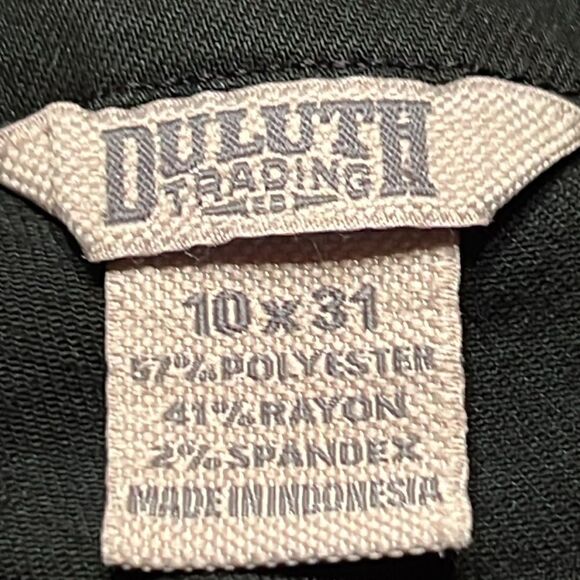 DULUTH
TRADING
CO
10 x 31
57% POLYESTER
41% RAYON
2% SPANDEX
MADE IN INDONESIA